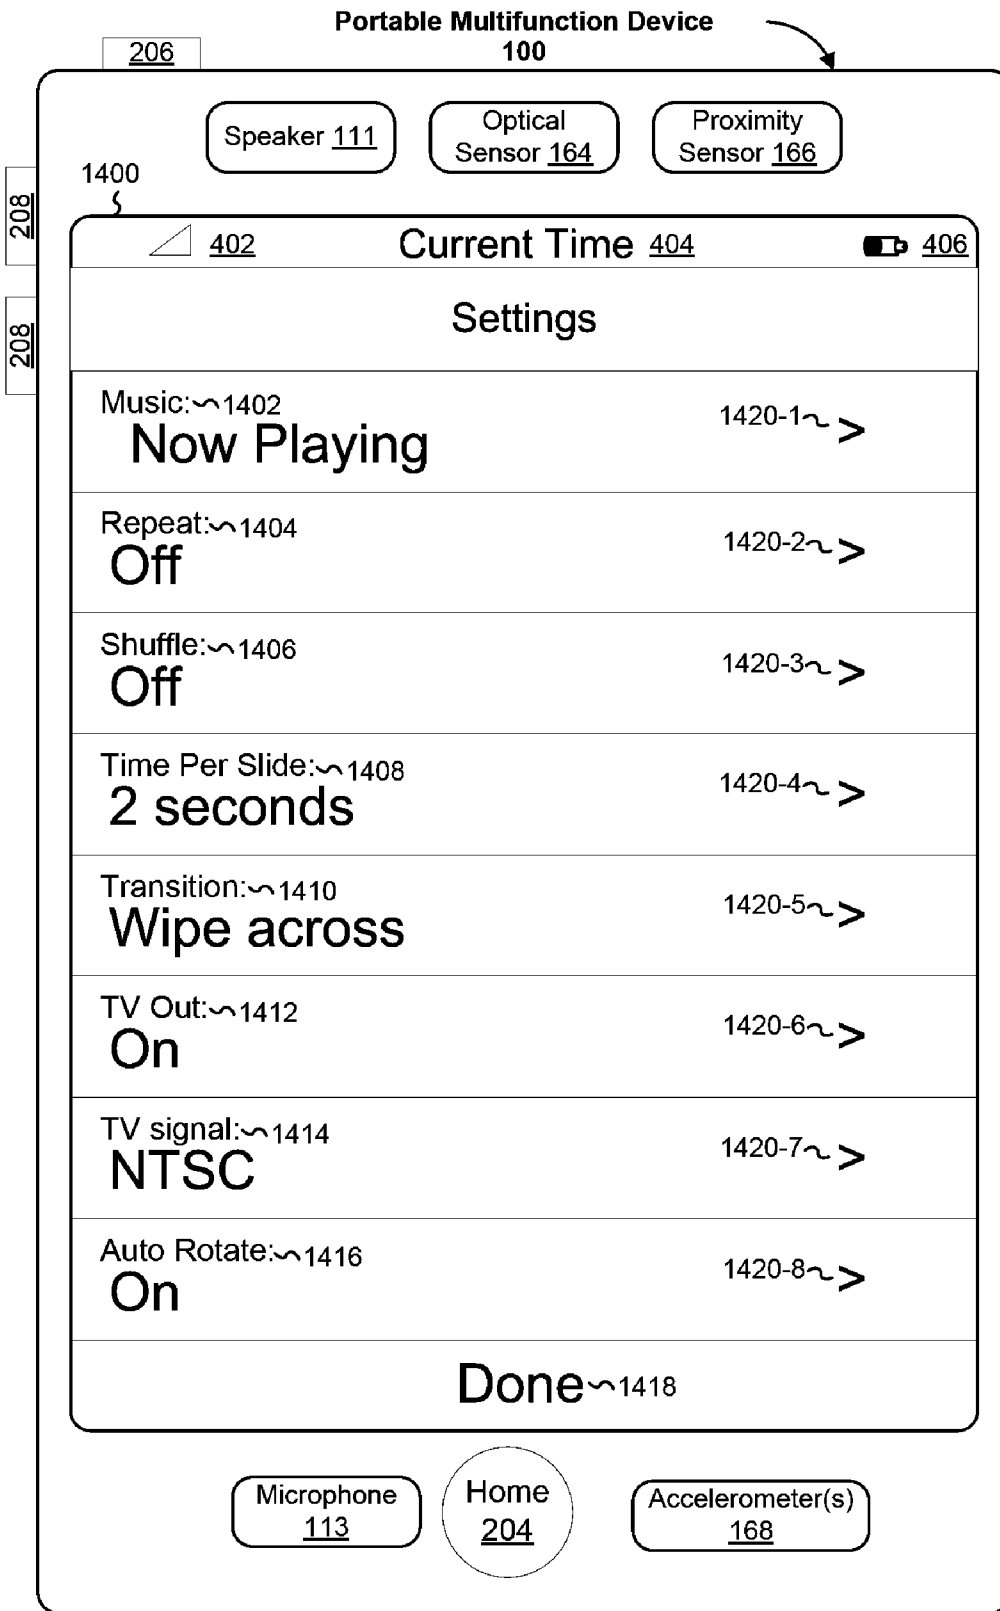 Portable Multifunction Device
100
206
Speaker 111
Optical
Sensor 164
Proximity
Sensor 166
1400
208
208
402
Current Time 404
406
Settings
Music: 1402
Now Playing
1420-1 >
Repeat: 1404
Off
1420-2 >
Shuffle: 1406
Off
1420-3 >
Time Per Slide: 1408
2 seconds
1420-4 >
Transition: 1410
Wipe across
1420-5 >
TV Out: 1412
On
1420-6 >
TV signal: 1414
NTSC
1420-7 >
Auto Rotate: 1416
On
1420-8 >
Done 1418
Microphone
113
Home
204
Accelerometer(s)
168